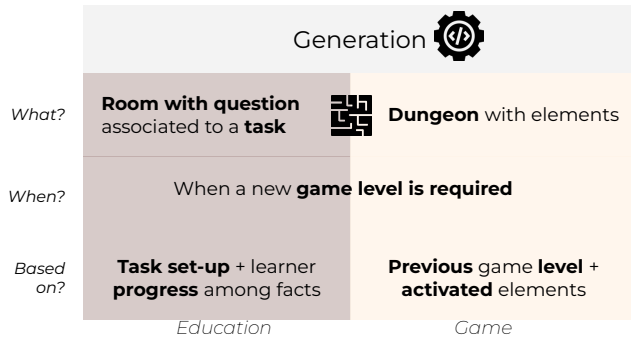 Generation
What?
Room with question
associated to a task
Dungeon with elements
When?
When a new game level is required
Based
on?
Task set-up + learner
progress among facts
Previous game level +
activated elements
Education
Game